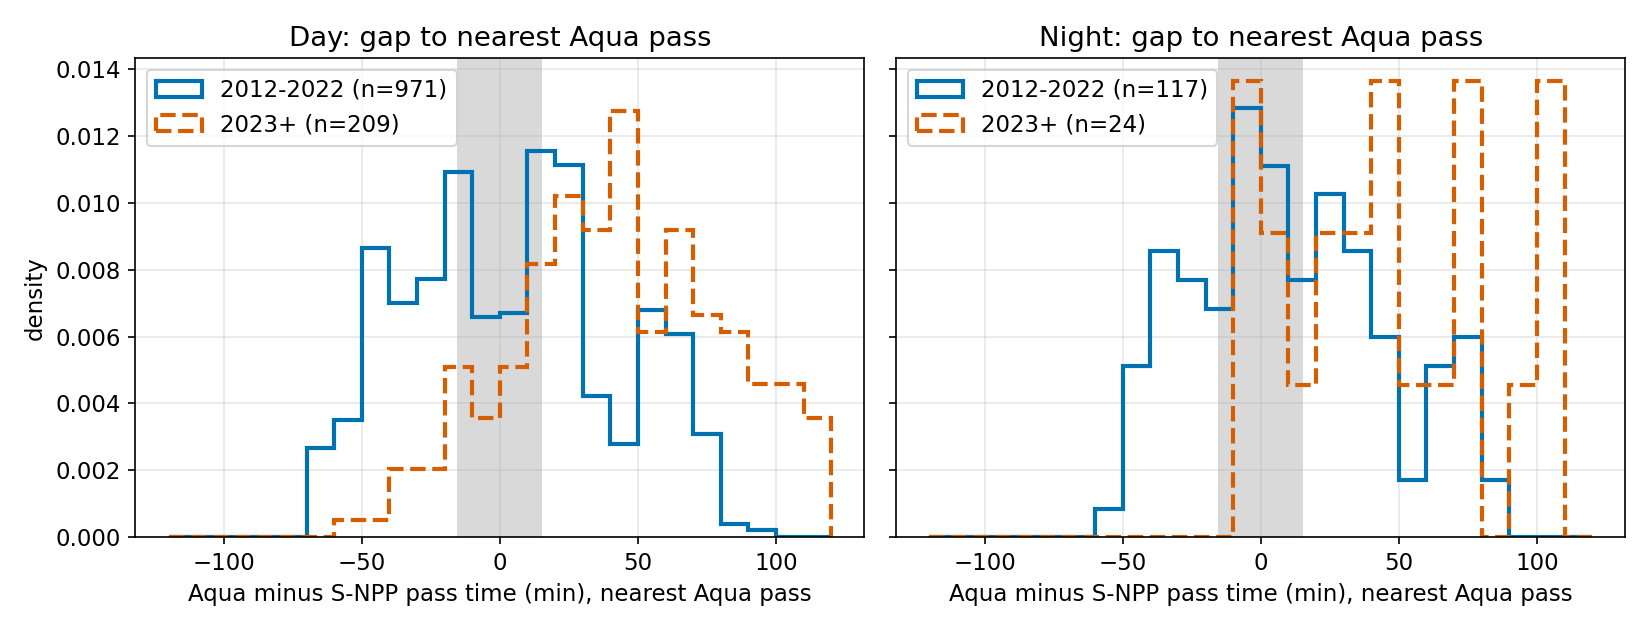 Day: gap to nearest Aqua pass
2012-2022 (n=971)
2023+ (n=209)
density
0.014
0.012
0.010
0.008
0.006
0.004
0.002
0.000
−100
−50
0
50
100
Aqua minus S-NPP pass time (min), nearest Aqua pass
Night: gap to nearest Aqua pass
2012-2022 (n=117)
2023+ (n=24)
−100
−50
0
50
100
Aqua minus S-NPP pass time (min), nearest Aqua pass